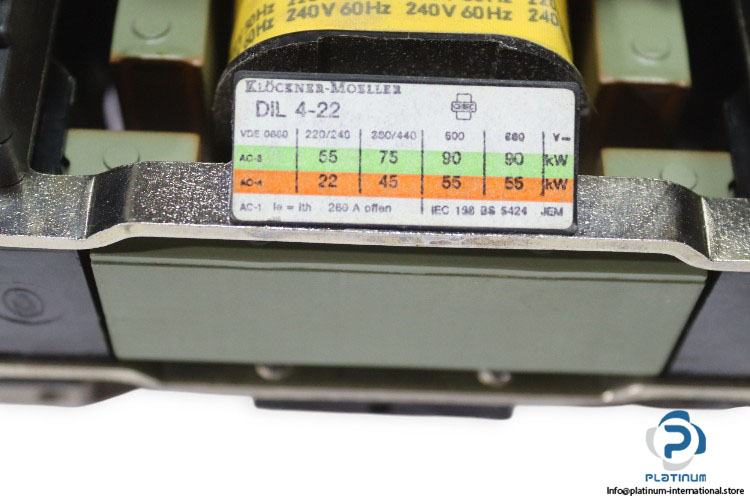 240V 60Hz 240V 60Hz 240
KLÖCKNER-MOELLER
DIL 4-22
VDE 0660 220/240 380/440 500 660 V~
AC-3 55 75 90 90 kW
AC-4 22 45 55 55 kW
AC-1 Ie = Ith 260 A offen IEC 158 BS 5424 JEM
PLATINUM
Info@platinum-international.store